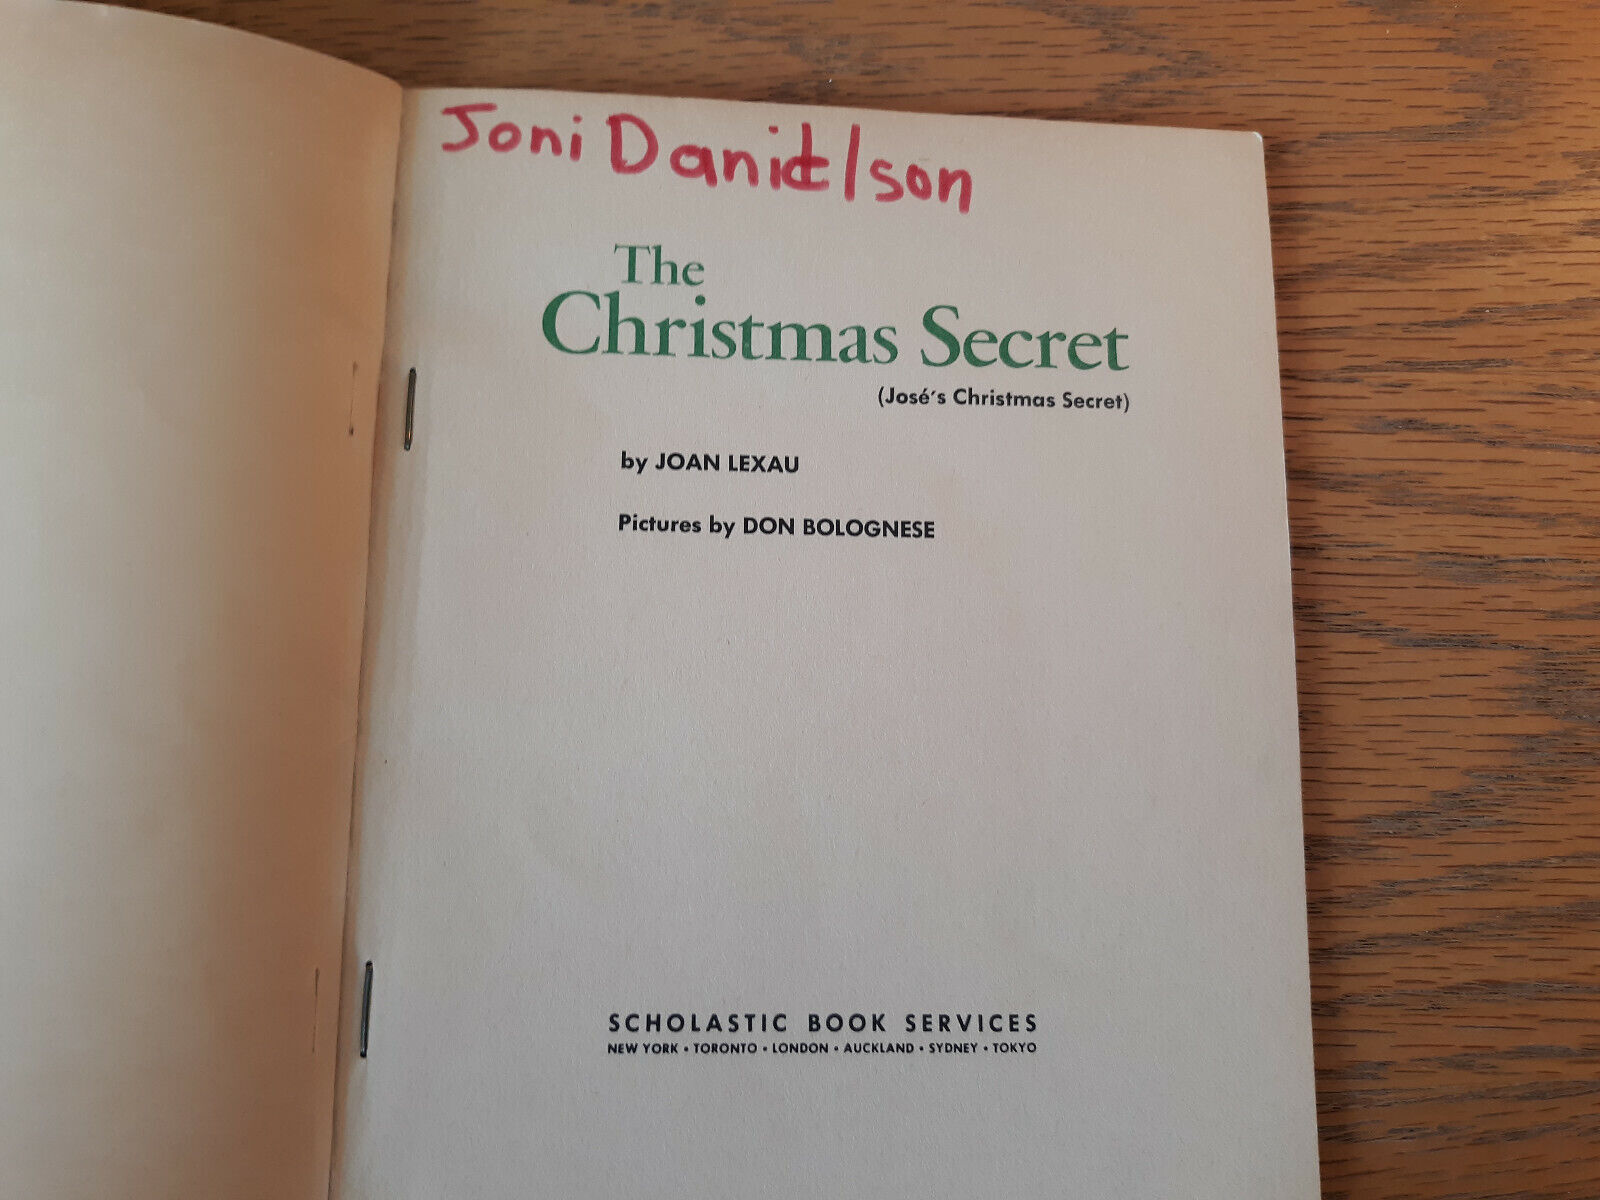 Joni Danielson
The
Christmas Secret
(José's Christmas Secret)
by JOAN LEXAU
Pictures by DON BOLOGNESE
SCHOLASTIC BOOK SERVICES
NEW YORK • TORONTO • LONDON • AUCKLAND • SYDNEY • TOKYO